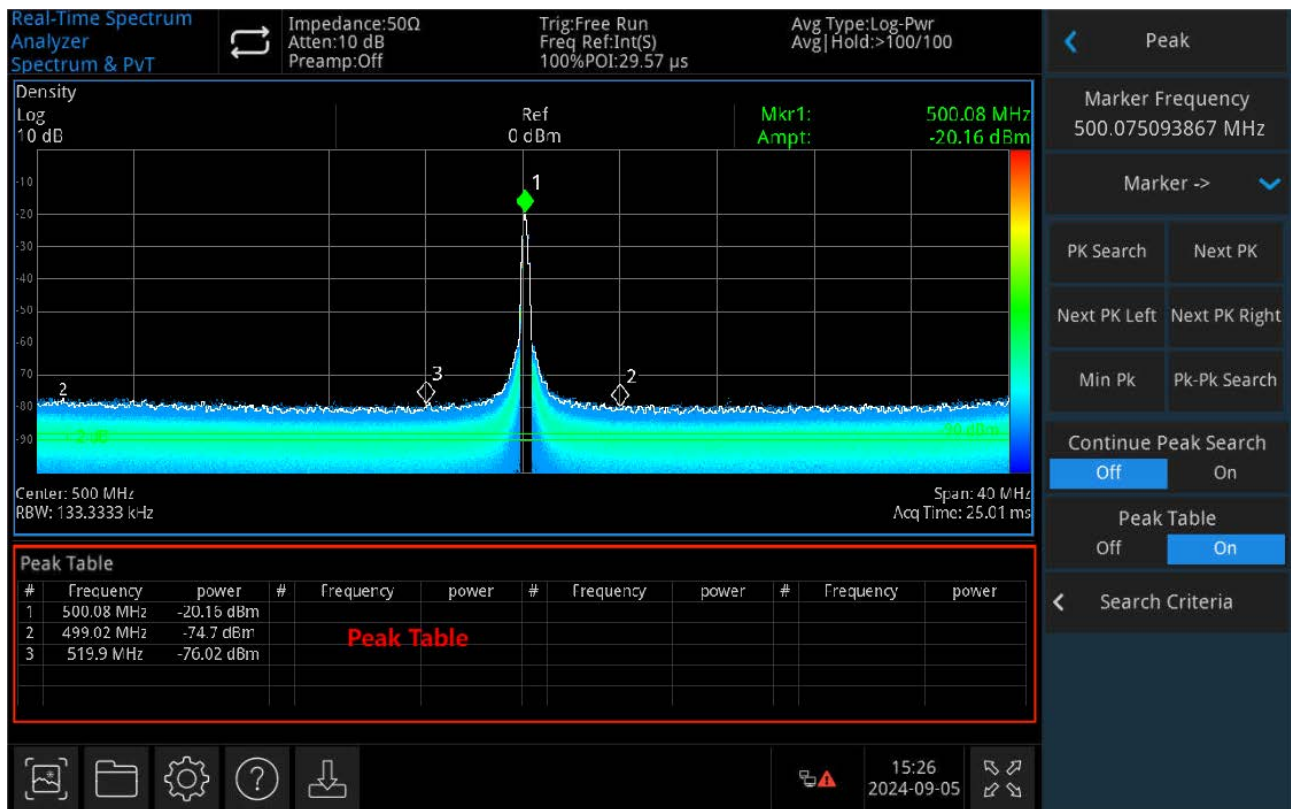 Real-Time Spectrum
Analyzer
Spectrum & PvT
Impedance:50Ω
Atten:10 dB
Preamp:Off
Trig:Free Run
Freq Ref:Int(S)
100%POI:29.57 µs
Avg Type:Log-Pwr
Avg|Hold:>100/100
Density
Log
10 dB
Ref
0 dBm
Mkr1: 500.08 MHz
Ampt: -20.16 dBm
-10
-20
-30
-40
-50
-60
-70
-80
-90
1
3
2
2
-90 dBm
Center: 500 MHz
RBW: 133.3333 kHz
Span: 40 MHz
Acq Time: 25.01 ms
Peak Table
# Frequency power # Frequency power # Frequency power # Frequency power
1 500.08 MHz -20.16 dBm
2 499.02 MHz -74.7 dBm
3 519.9 MHz -76.02 dBm
Peak Table
Peak
Marker Frequency
500.075093867 MHz
Marker ->
PK Search Next PK
Next PK Left Next PK Right
Min Pk Pk-Pk Search
Continue Peak Search
Off On
Peak Table
Off On
Search Criteria
15:26
2024-09-05